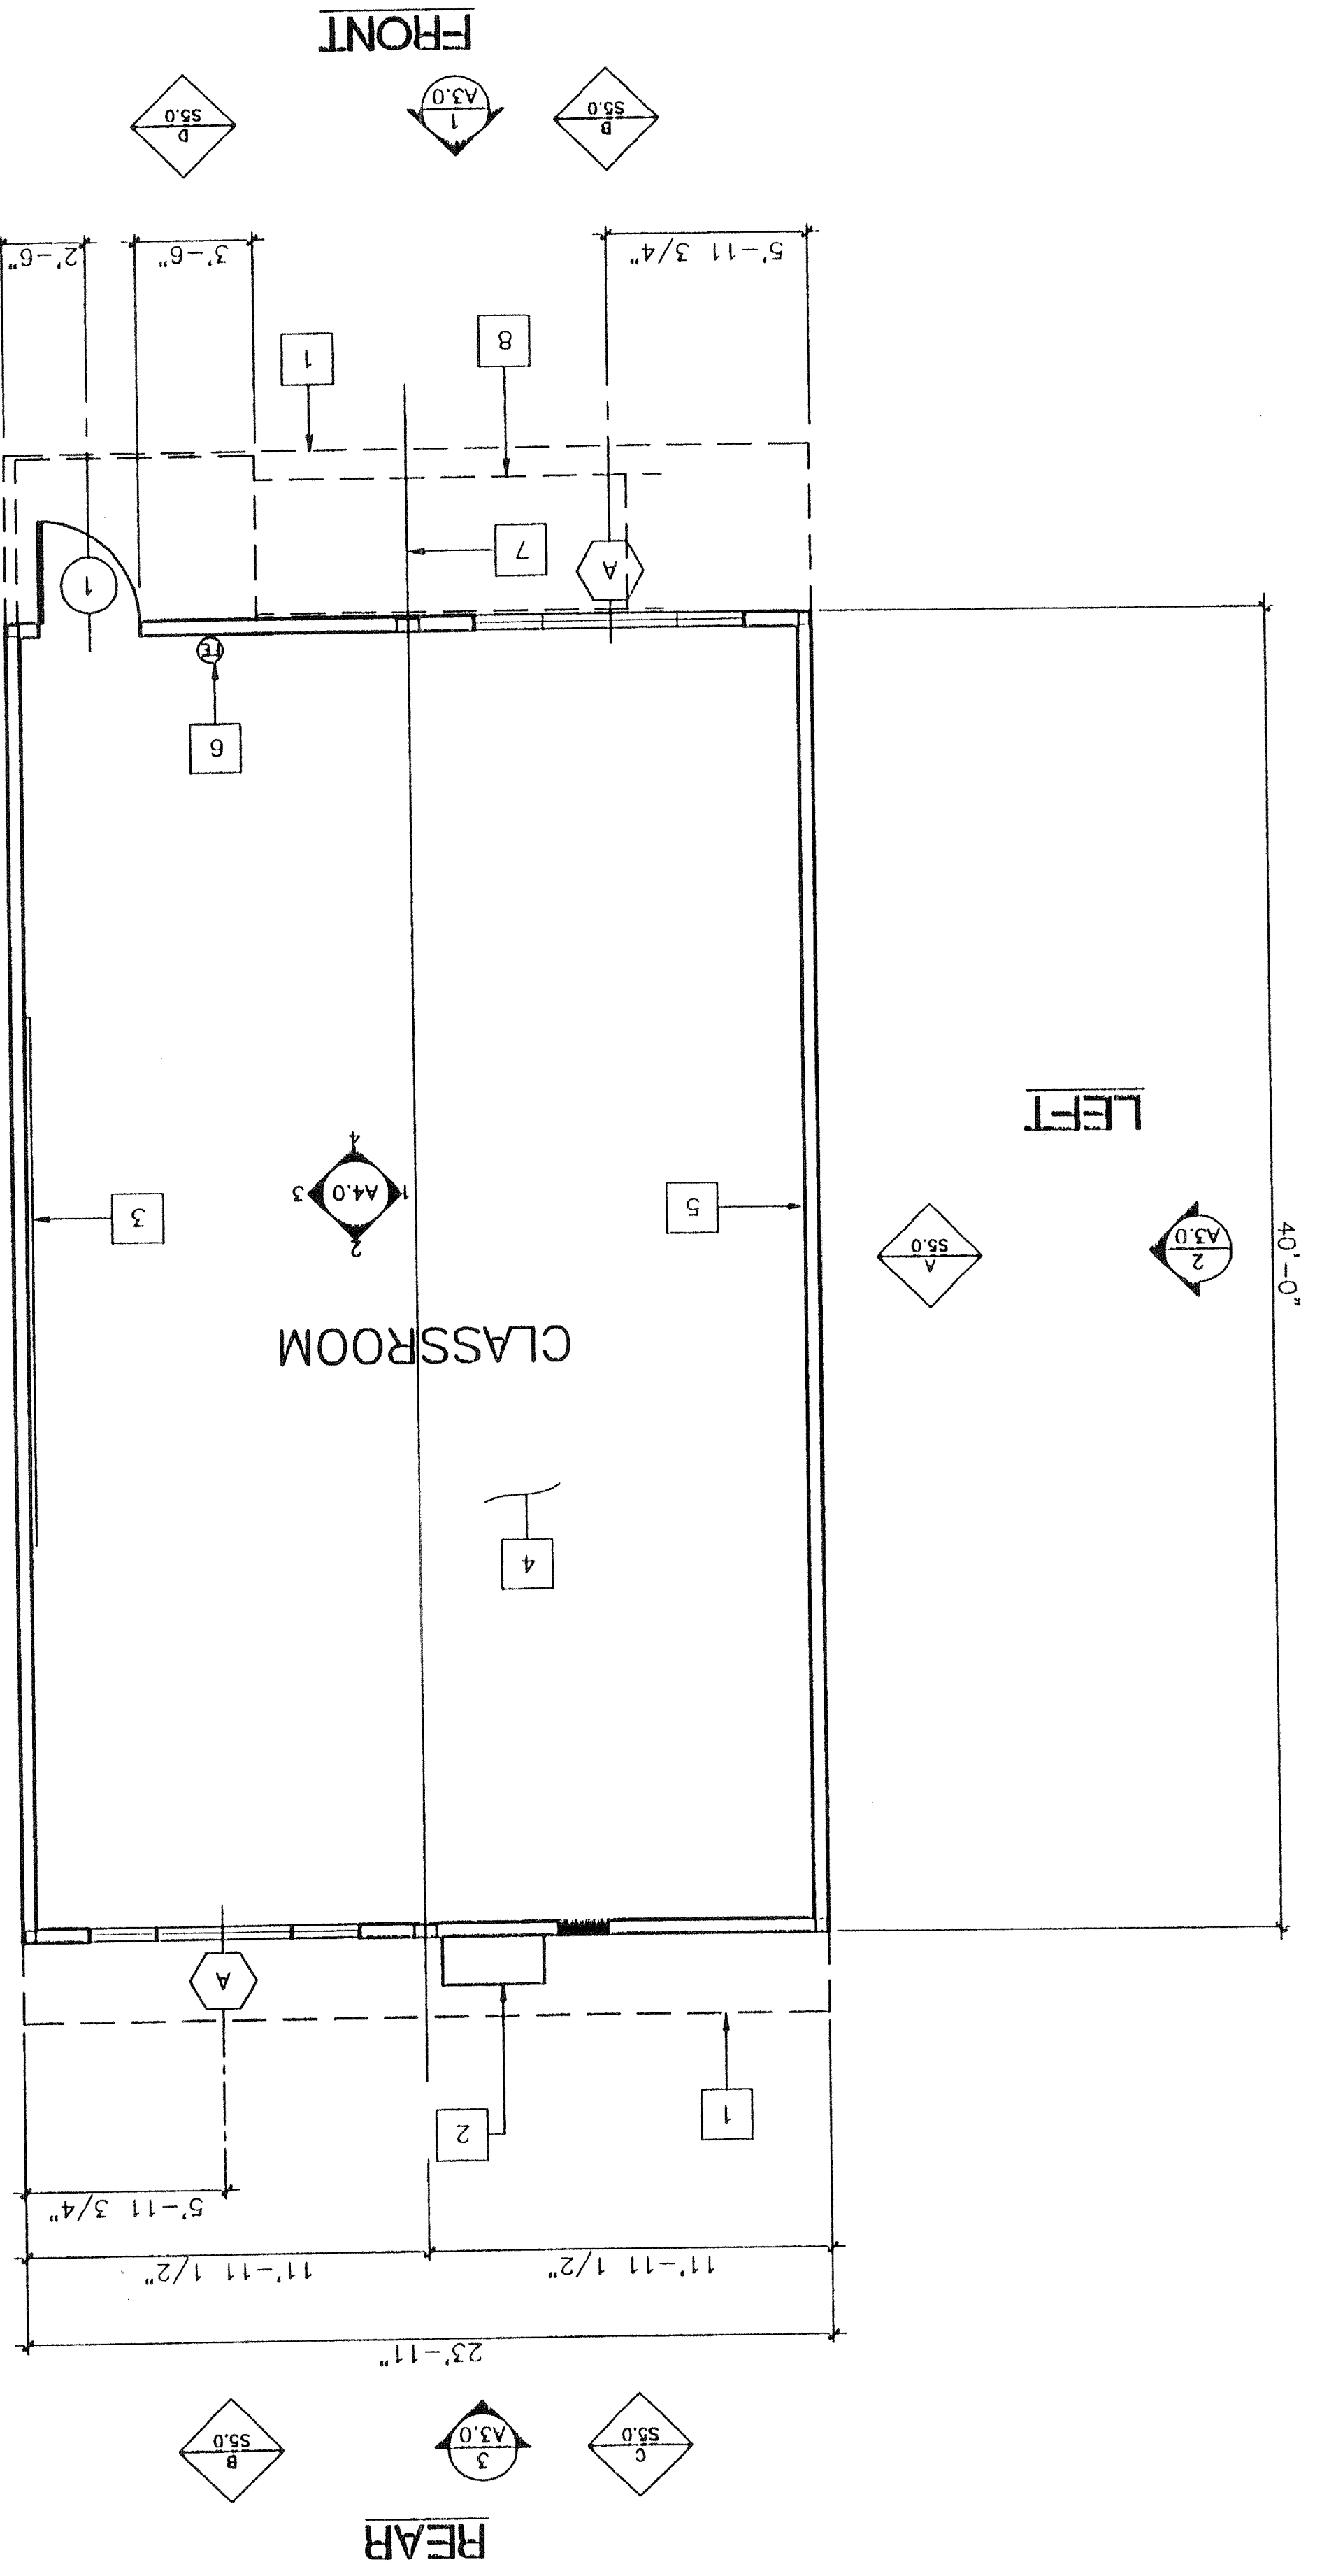 REAR
C
S5.0
3
A3.0
B
S5.0
23'-11"
11'-11 1/2"
11'-11 1/2"
5'-11 3/4"
1
2
A
4
CLASSROOM
40'-0"
2
A3.0
A
S5.0
LEFT
5
2
1
A4.0
3
4
3
6
FE
1
A
7
8
1
5'-11 3/4"
3'-6"
2'-6"
B
S5.0
1
A3.0
D
S5.0
FRONT